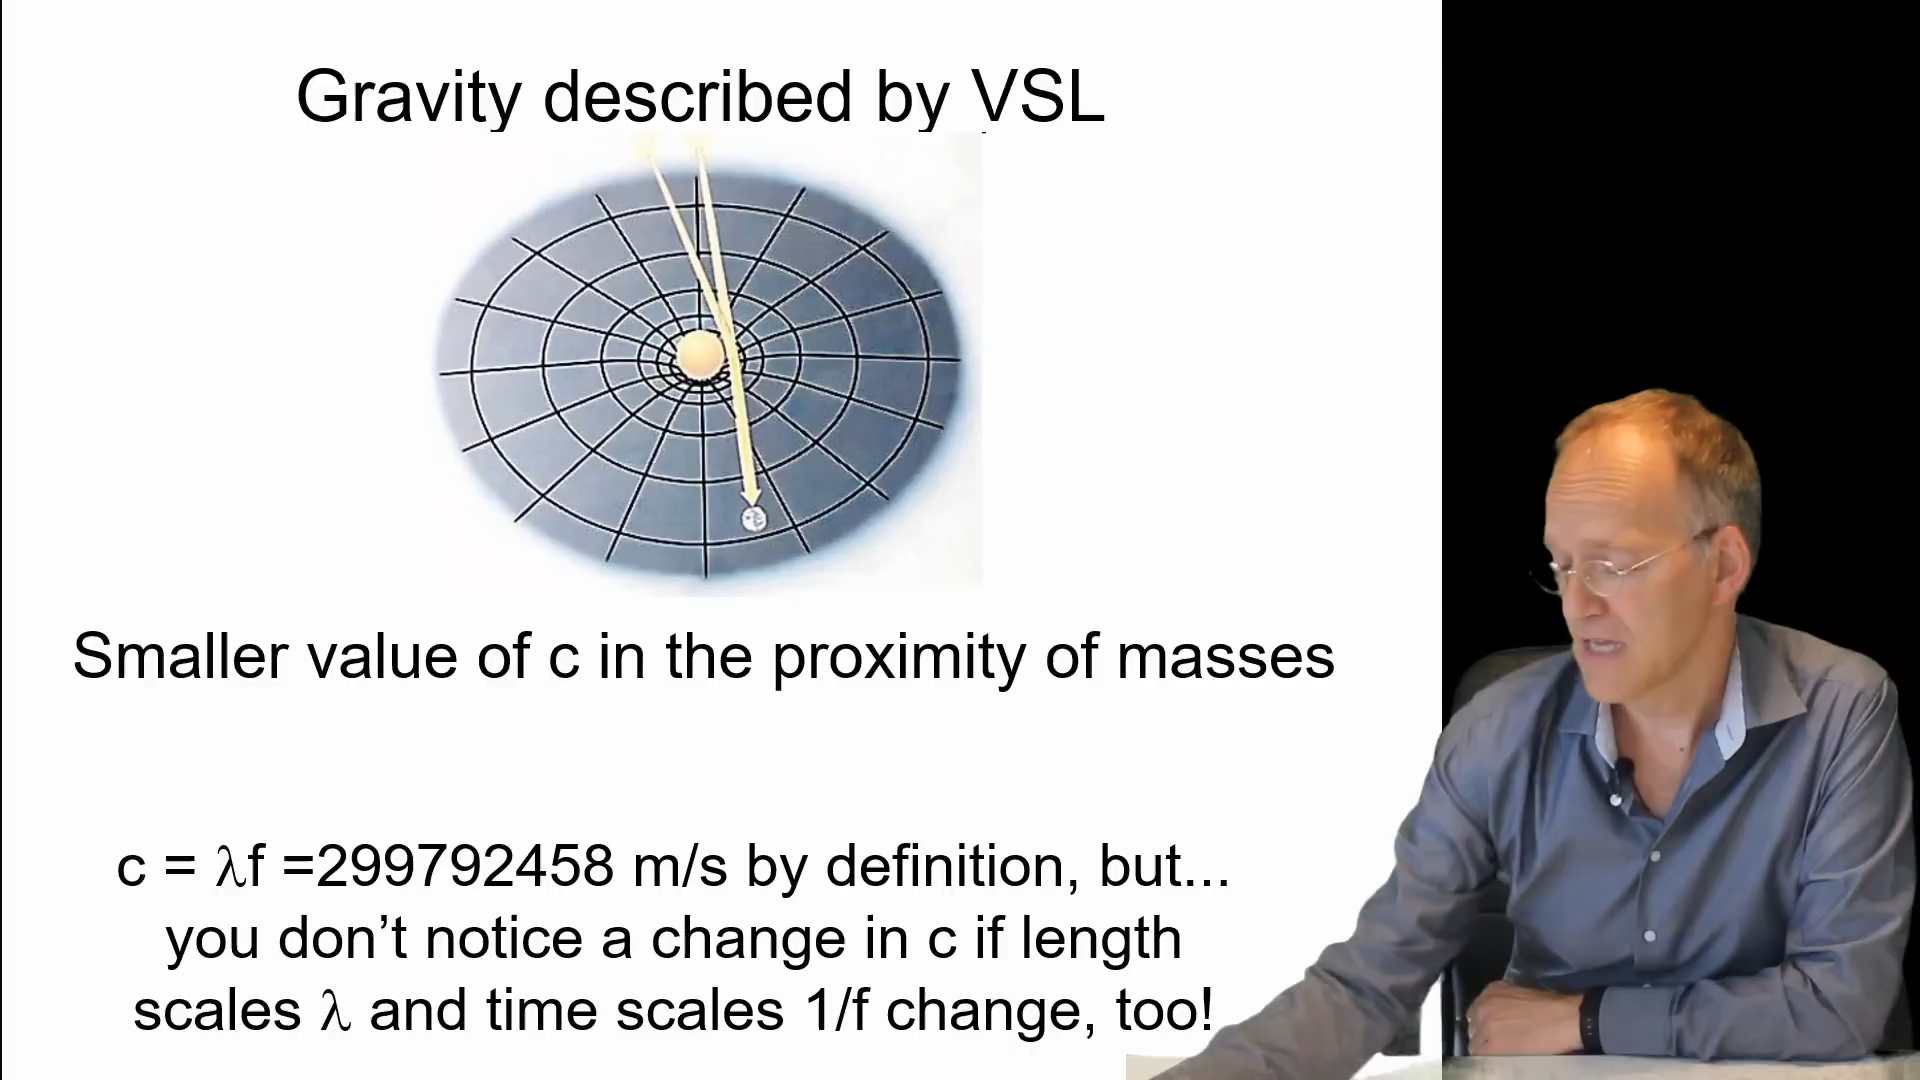 Gravity described by VSL
Smaller value of c in the proximity of masses
c = λf =299792458 m/s by definition, but...
you don’t notice a change in c if length
scales λ and time scales 1/f change, too!